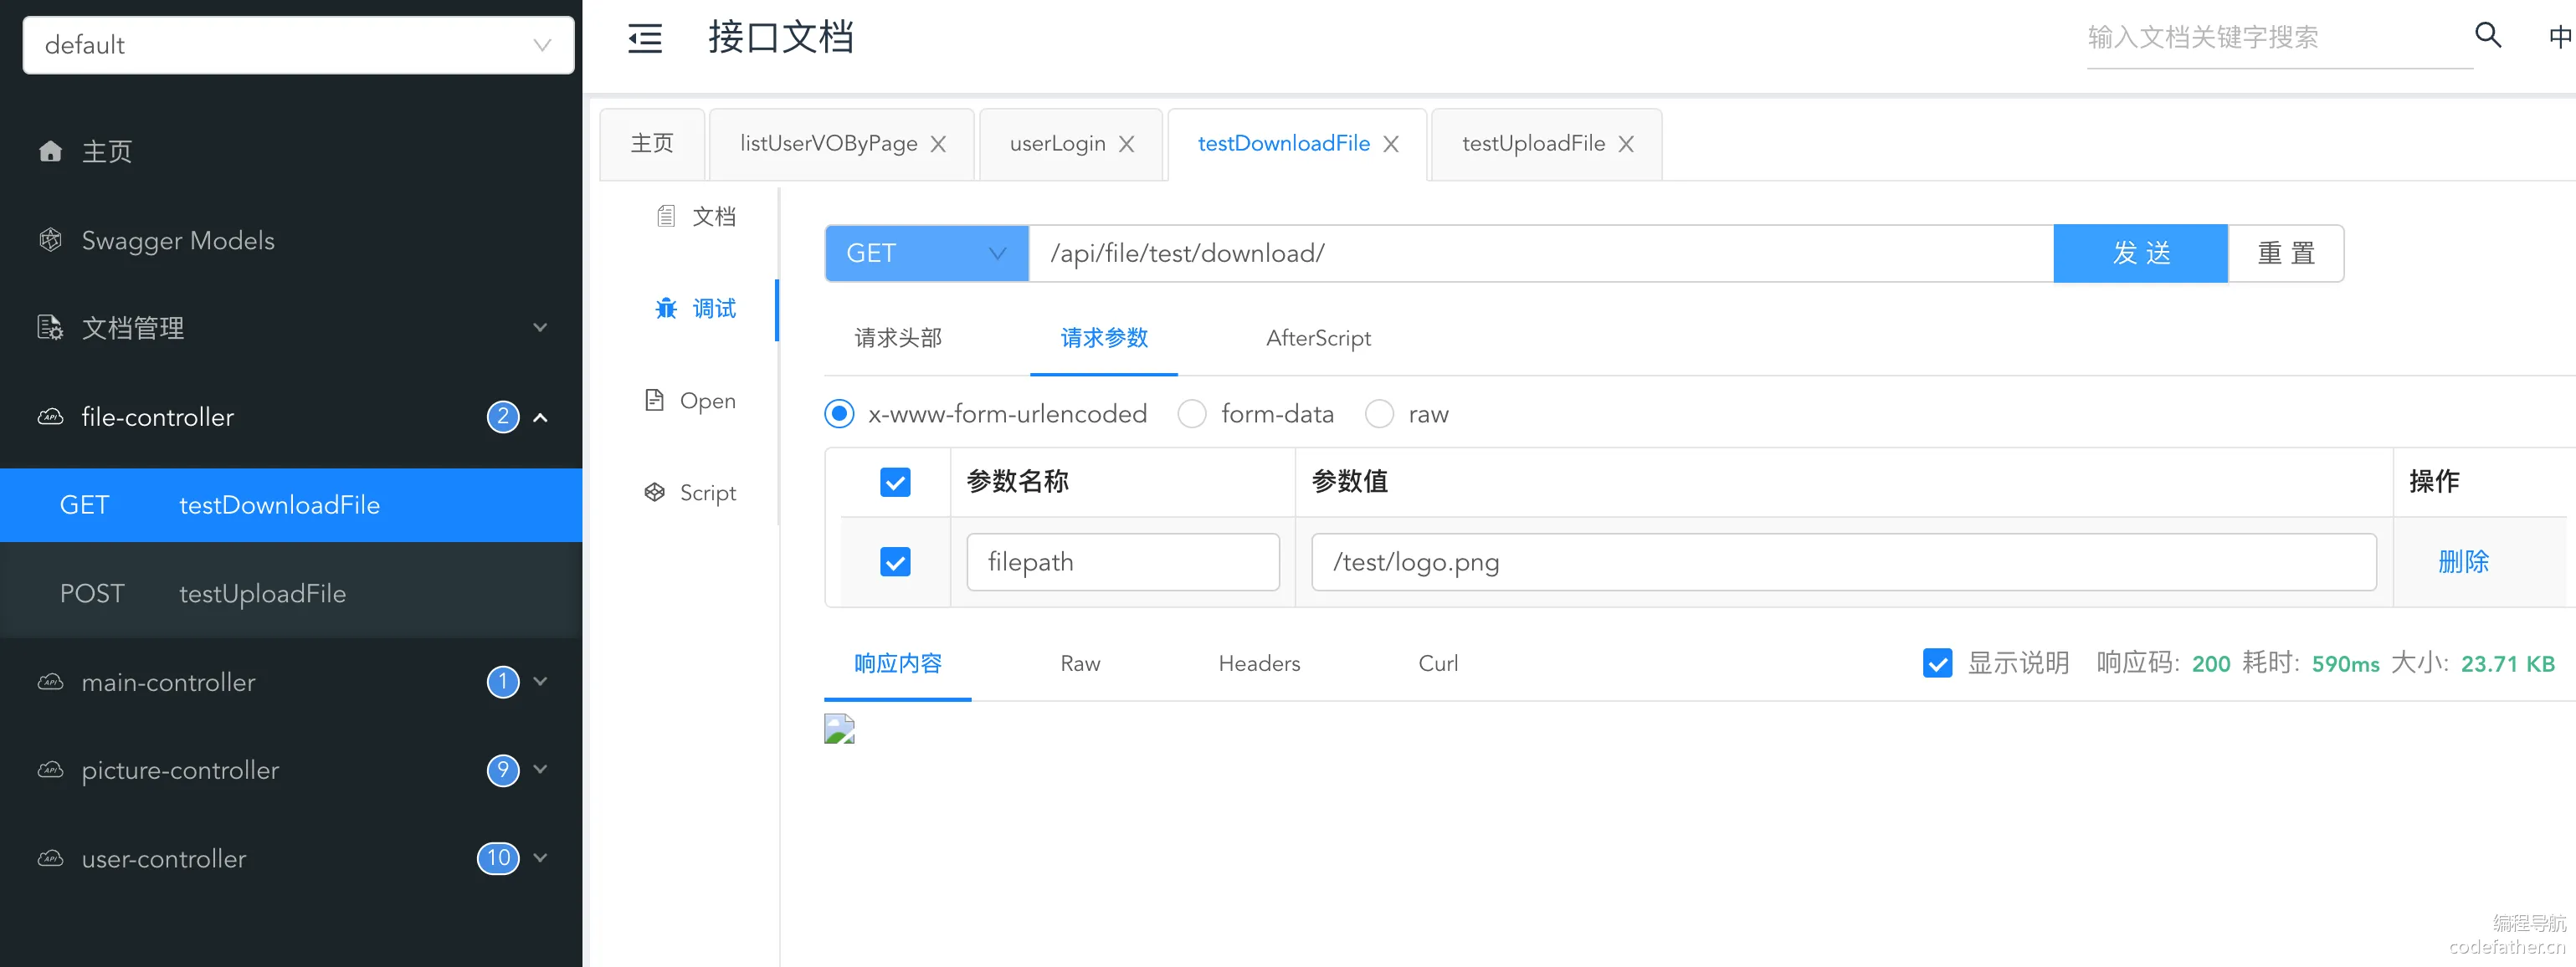 default
主页
Swagger Models
文档管理
file-controller 2
GET testDownloadFile
POST testUploadFile
main-controller 1
picture-controller 9
user-controller 10
接口文档
输入文档关键字搜索
中
主页 listUserVOByPage userLogin testDownloadFile testUploadFile
文档
调试
Open
Script
GET /api/file/test/download/ 发 送 重 置
请求头部 请求参数 AfterScript
x-www-form-urlencoded form-data raw
参数名称 参数值 操作
filepath /test/logo.png 删除
响应内容 Raw Headers Curl 显示说明 响应码: 200 耗时: 590ms 大小: 23.71 KB
编程导航
codefather.cn